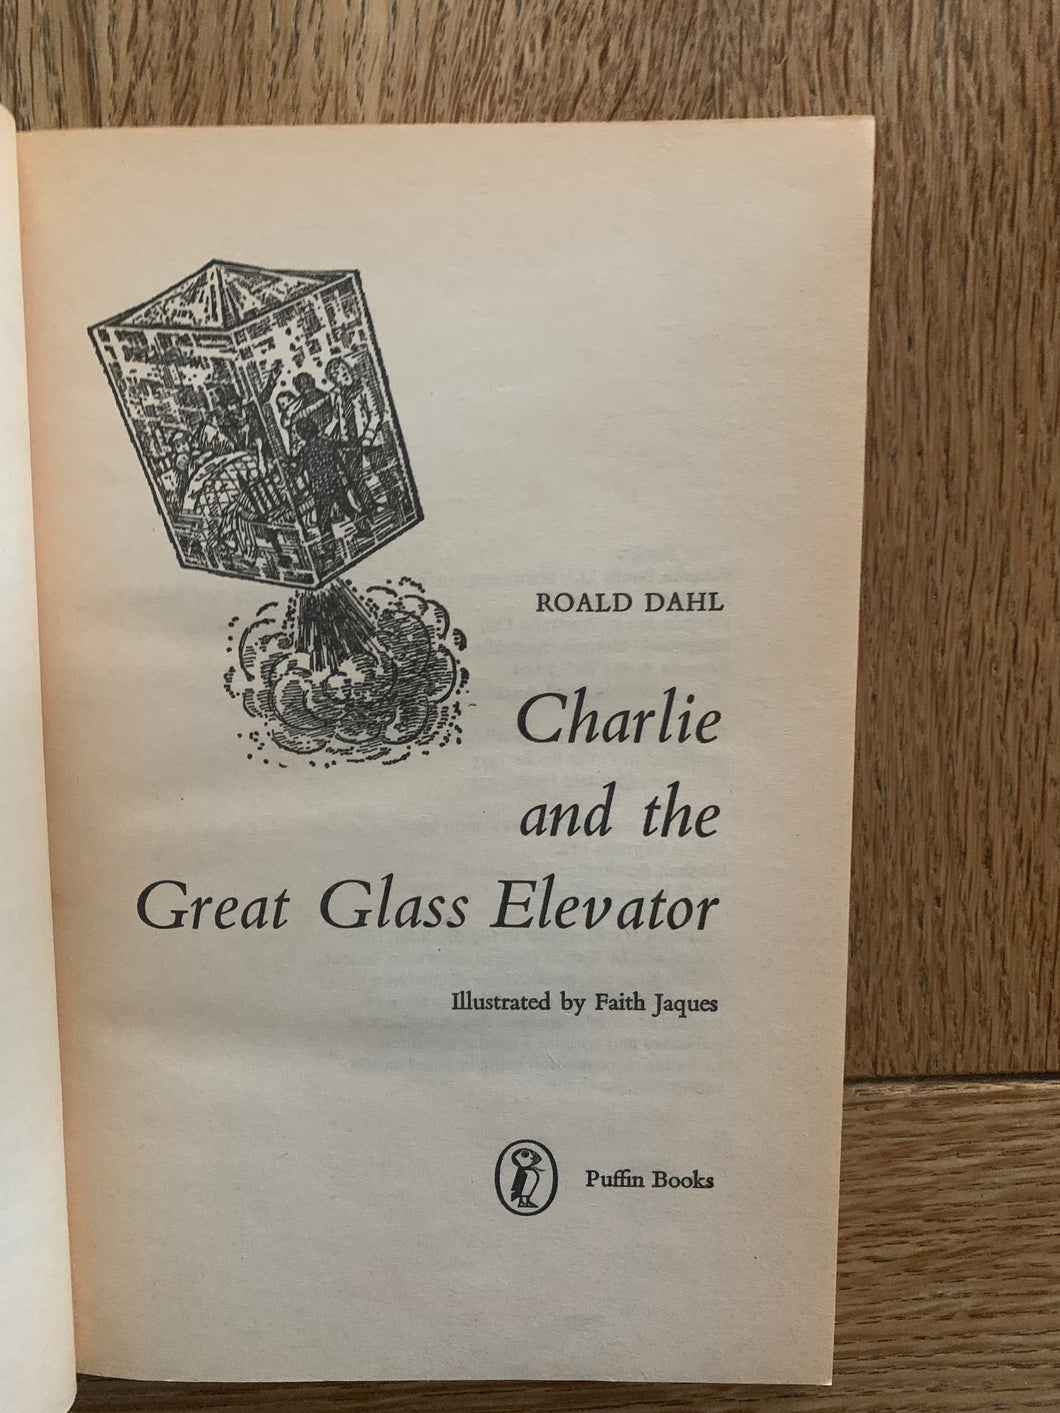 ROALD DAHL
Charlie
and the
Great Glass Elevator
Illustrated by Faith Jaques
Puffin Books